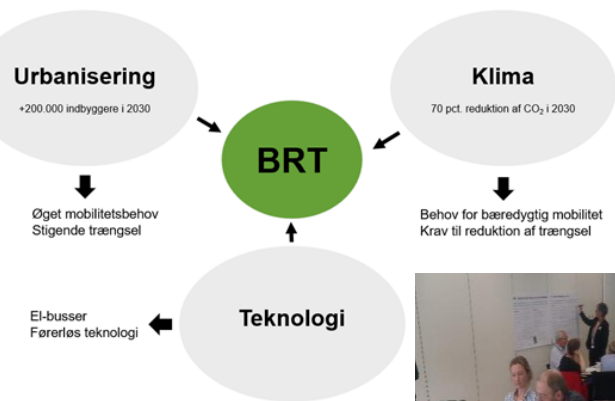 Urbanisering
+200.000 indbyggere i 2030
Klima
70 pct. reduktion af CO₂ i 2030
BRT
Øget mobilitetsbehov
Stigende trængsel
Behov for bæredygtig mobilitet
Krav til reduktion af trængsel
Teknologi
El-busser
Førerløs teknologi